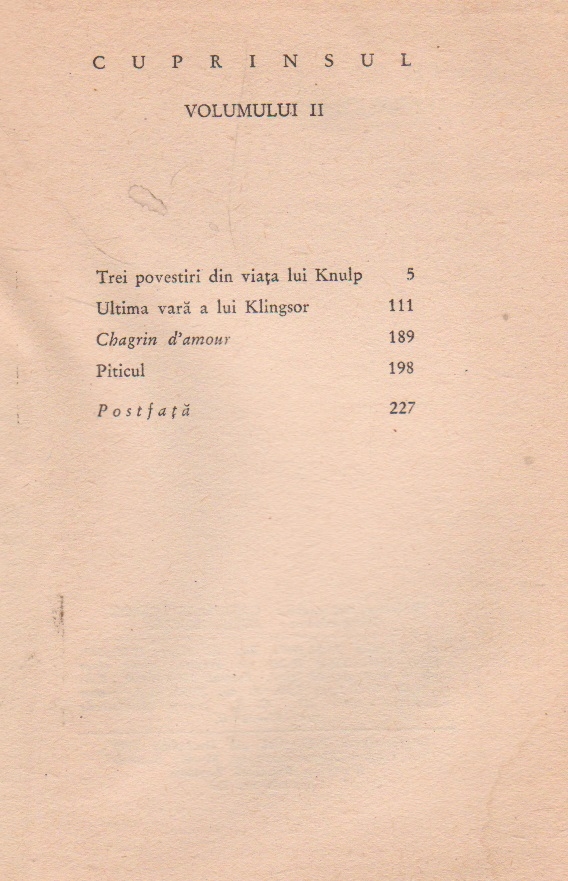 CUPRINSUL
VOLUMULUI II
Trei povestiri din viața lui Knulp 5
Ultima vară a lui Klingsor 111
Chagrin d'amour 189
Piticul 198
Postfață 227